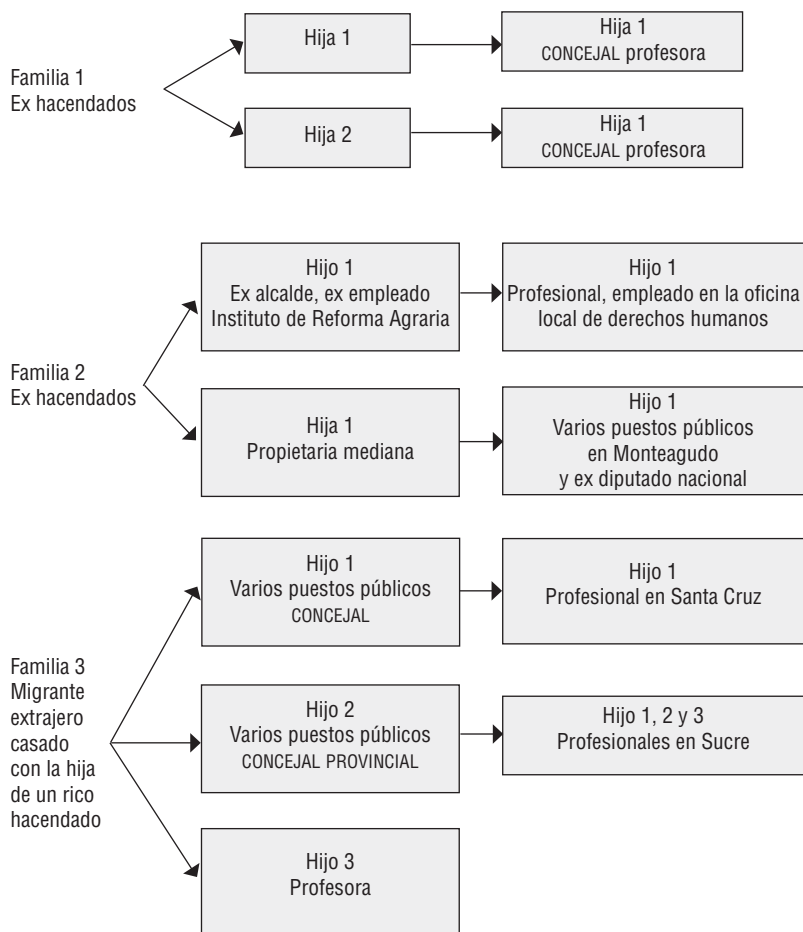 Familia 1
Ex hacendados
Hija 1
Hija 1
CONCEJAL profesora
Hija 2
Hija 1
CONCEJAL profesora
Familia 2
Ex hacendados
Hijo 1
Ex alcalde, ex empleado
Instituto de Reforma Agraria
Hijo 1
Profesional, empleado en la oficina
local de derechos humanos
Hija 1
Propietaria mediana
Hijo 1
Varios puestos públicos
en Monteagudo
y ex diputado nacional
Familia 3
Migrante
extrajero
casado
con la hija
de un rico
hacendado
Hijo 1
Varios puestos públicos
CONCEJAL
Hijo 1
Profesional en Santa Cruz
Hijo 2
Varios puestos públicos
CONCEJAL PROVINCIAL
Hijo 1, 2 y 3
Profesionales en Sucre
Hijo 3
Profesora